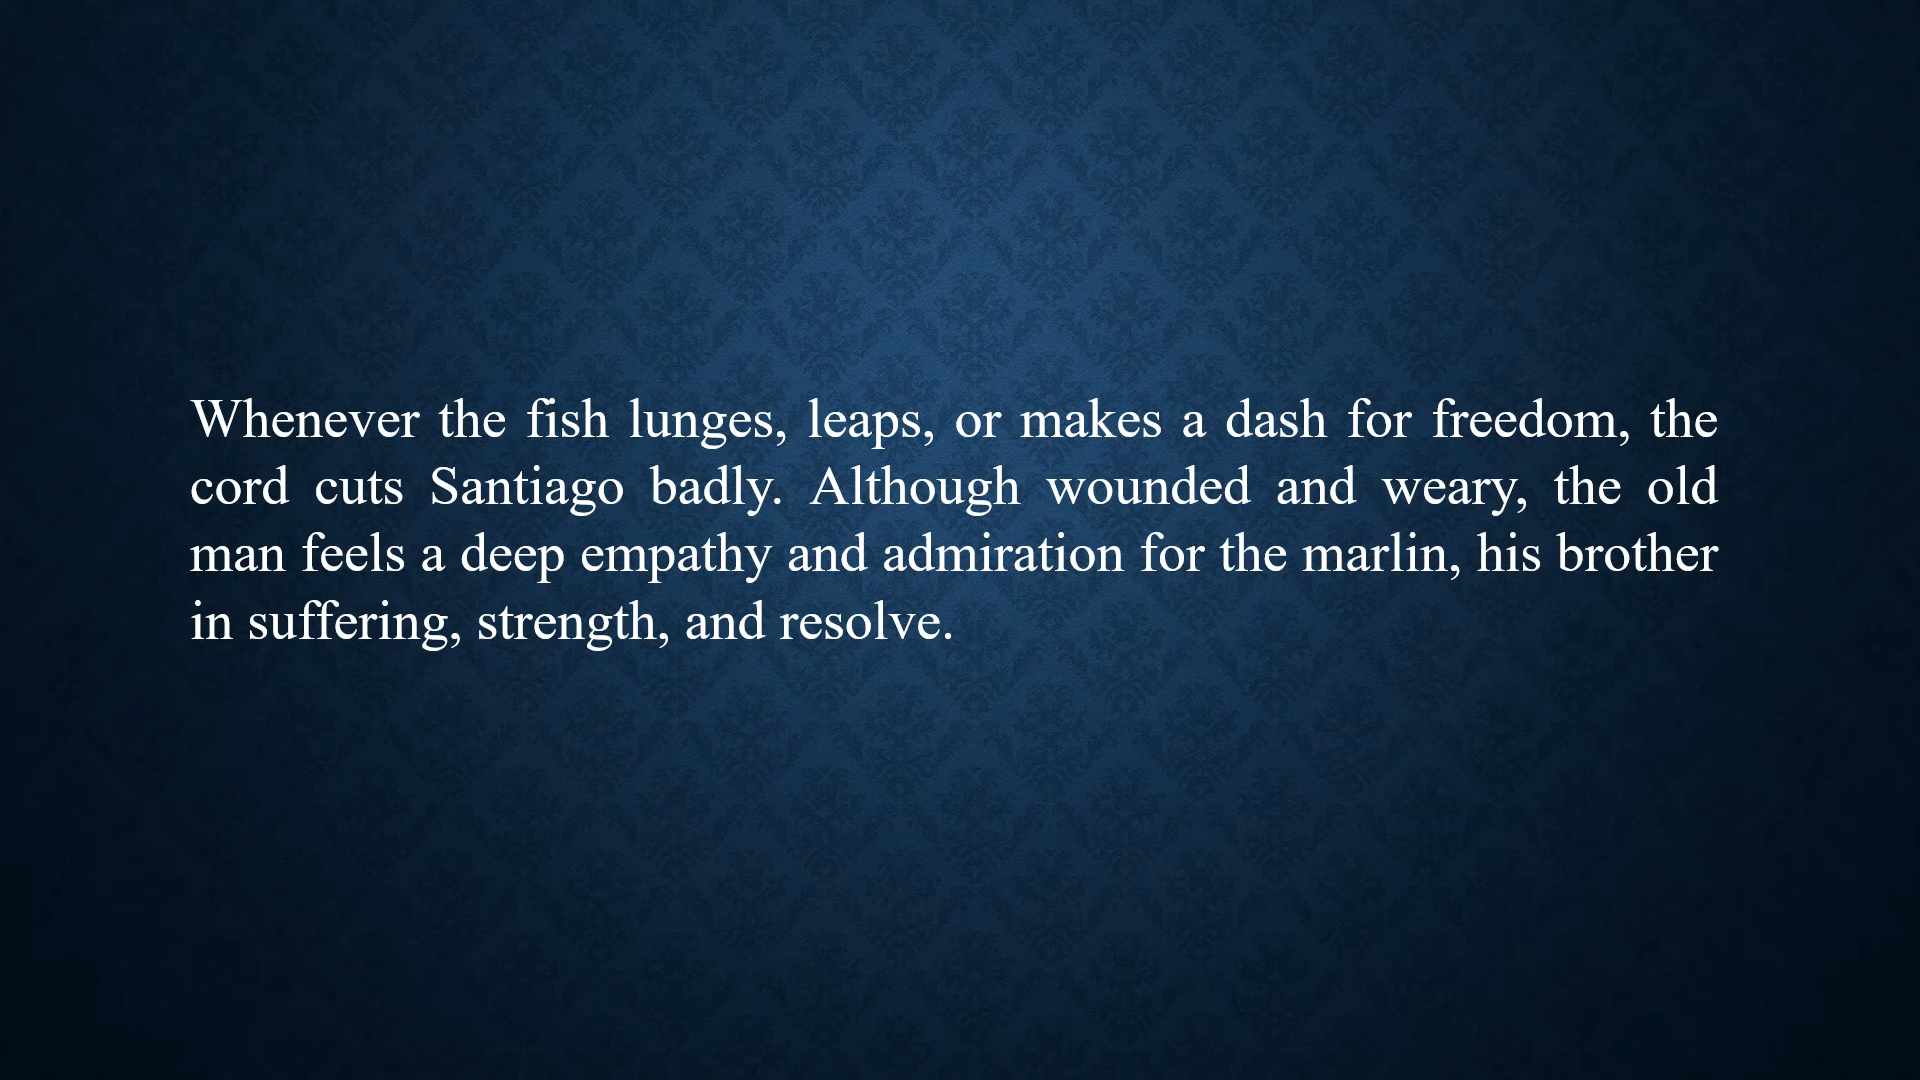 Whenever the fish lunges, leaps, or makes a dash for freedom, the
cord cuts Santiago badly. Although wounded and weary, the old
man feels a deep empathy and admiration for the marlin, his brother
in suffering, strength, and resolve.